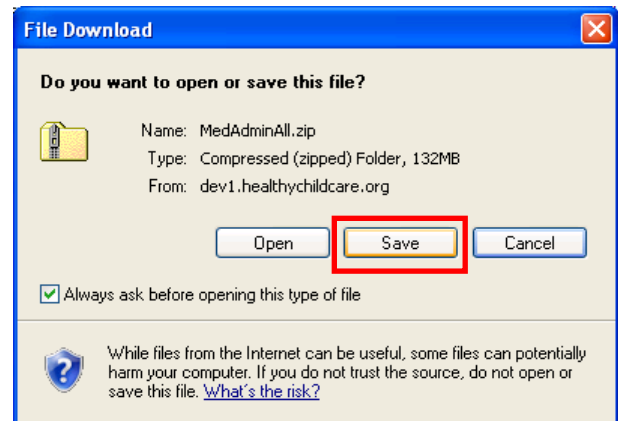 File Download
Do you want to open or save this file?
Name: MedAdminAll.zip
Type: Compressed (zipped) Folder, 132MB
From: dev1.healthychildcare.org
Open Save Cancel
Always ask before opening this type of file
While files from the Internet can be useful, some files can potentially
harm your computer. If you do not trust the source, do not open or
save this file. What's the risk?